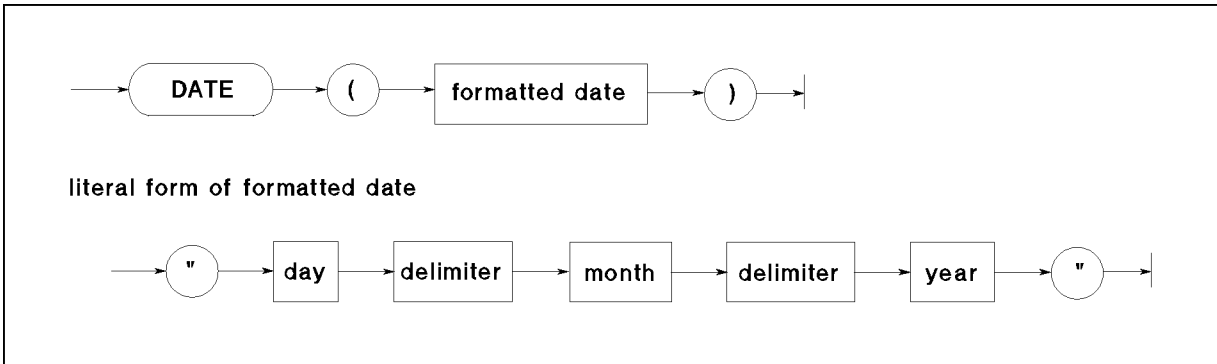 DATE ( formatted date )
literal form of formatted date
" day delimiter month delimiter year "